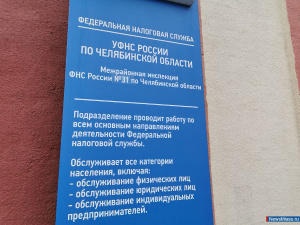 ФЕДЕРАЛЬНАЯ НАЛОГОВАЯ СЛУЖБА
УФНС РОССИИ
ПО ЧЕЛЯБИНСКОЙ ОБЛАСТИ
Межрайонная инспекция
ФНС России №31 по Челябинской области
Подразделение проводит работу по
всем основным направлениям
деятельности Федеральной
налоговой службы.
Обслуживает все категории
населения, включая:
- обслуживание физических лиц
- обслуживание юридических лиц
- обслуживание индивидуальных
предпринимателей.